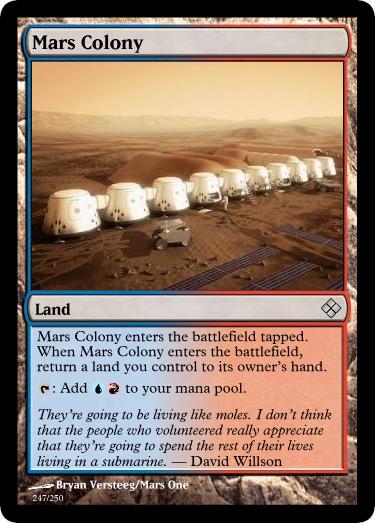 Mars Colony
Land
Mars Colony enters the battlefield tapped.
When Mars Colony enters the battlefield,
return a land you control to its owner's hand.
: Add to your mana pool.
They're going to be living like moles. I don't think
that the people who volunteered really appreciate
that they're going to spend the rest of their lives
living in a submarine. — David Willson
Bryan Versteeg/Mars One
247/250